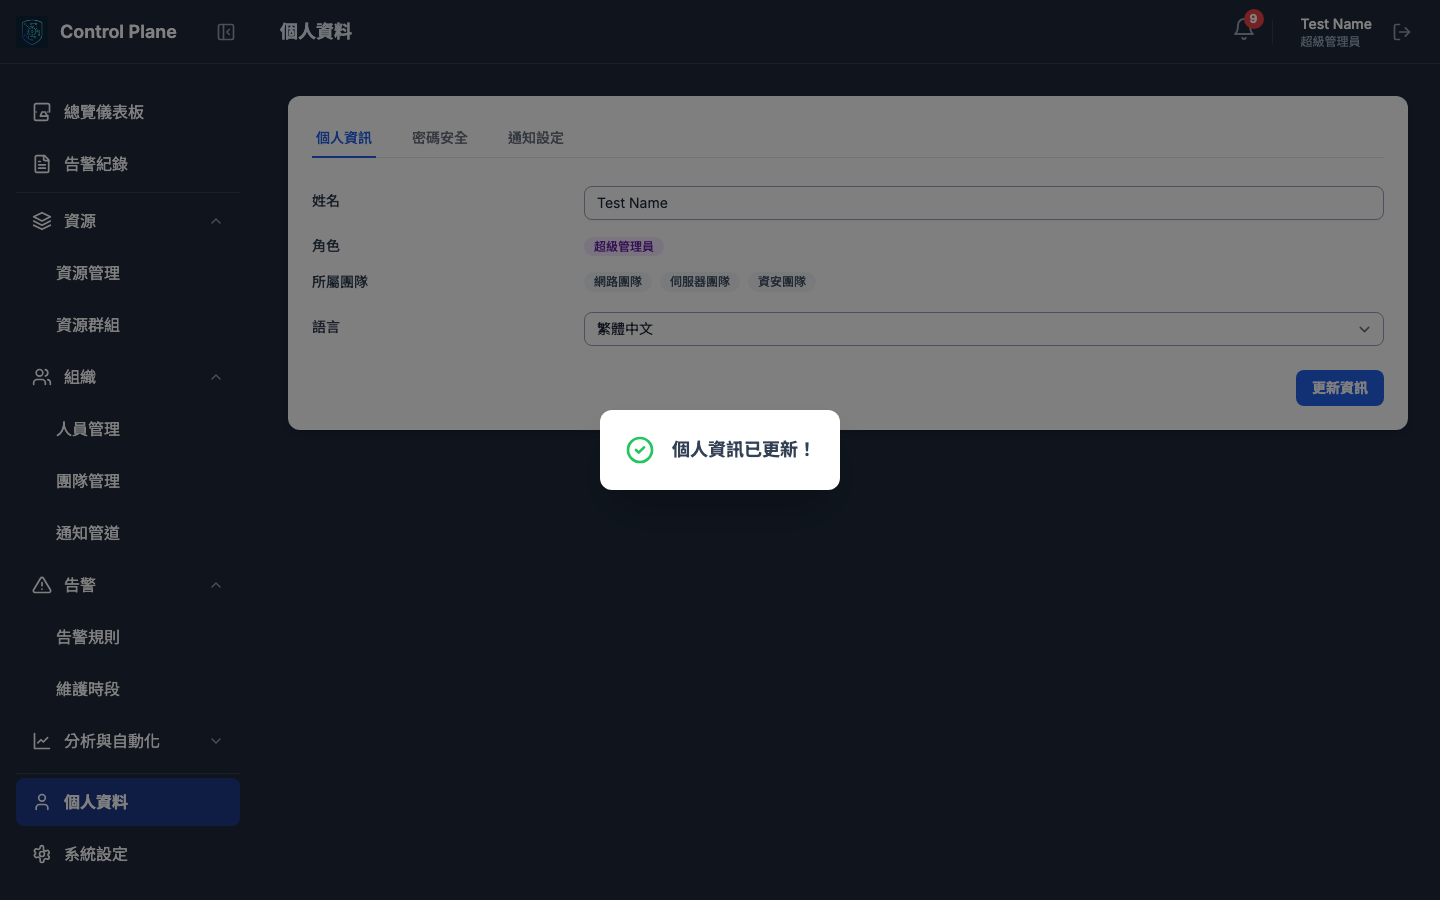 Control Plane
個人資料
9
Test Name
超級管理員
總覽儀表板
告警紀錄
資源
資源管理
資源群組
組織
人員管理
團隊管理
通知管道
告警
告警規則
維護時段
分析與自動化
個人資料
系統設定
個人資訊 密碼安全 通知設定
姓名 Test Name
角色 超級管理員
所屬團隊 網路團隊 伺服器團隊 資安團隊
語言 繁體中文
更新資訊
個人資訊已更新！